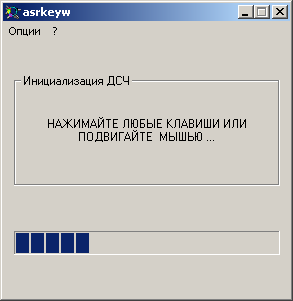 asrkeyw
Опции ?
Инициализация ДСЧ
НАЖИМАЙТЕ ЛЮБЫЕ КЛАВИШИ ИЛИ
ПОДВИГАЙТЕ МЫШЬЮ ...